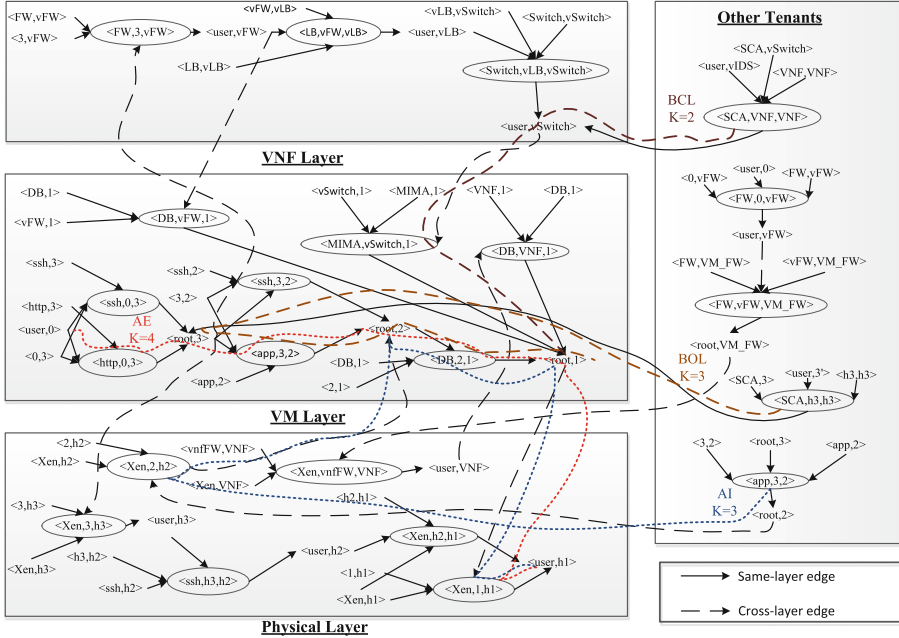 <FW,vFW>
<3,vFW>
<FW,3,vFW>
<user,vFW>
<vFW,vLB>
<LB,vFW,vLB>
<LB,vLB>
<user,vLB>
<vLB,vSwitch>
<Switch,vSwitch>
<Switch,vLB,vSwitch>
<user,vSwitch>
VNF Layer
BCL
K=2
Other Tenants
<SCA,vSwitch>
<user,vIDS>
<VNF,VNF>
<SCA,VNF,VNF>
<user,0>
<0,vFW>
<FW,vFW>
<FW,0,vFW>
<user,vFW>
<FW,VM_FW>
<vFW,VM_FW>
<FW,vFW,VM_FW>
<root,VM_FW>
BOL
K=3
<SCA,3>
<user,3'>
<h3,h3>
<SCA,h3,h3>
<3,2>
<root,3>
<app,2>
<app,3,2>
AI
K=3
<root,2>
<DB,1>
<vFW,1>
<DB,vFW,1>
<vSwitch,1>
<MIMA,1>
<MIMA,vSwitch,1>
<VNF,1>
<DB,1>
<DB,VNF,1>
<ssh,3>
<http,3>
<user,0>
<0,3>
<ssh,0,3>
<http,0,3>
AE
K=4
<root,3>
<ssh,2>
<3,2>
<ssh,3,2>
<app,3,2>
<app,2>
<root,2>
<DB,1>
<2,1>
<DB,2,1>
<root,1>
VM Layer
<2,h2>
<Xen,h2>
<Xen,2,h2>
<vnfFW,VNF>
<Xen,VNF>
<Xen,vnfFW,VNF>
<user,VNF>
<3,h3>
<Xen,3,h3>
<Xen,h3>
<user,h3>
<h3,h2>
<ssh,h2>
<ssh,h3,h2>
<user,h2>
<h2,h1>
<Xen,h2,h1>
<1,h1>
<Xen,h1>
<Xen,1,h1>
<user,h1>
Physical Layer
Same-layer edge
Cross-layer edge